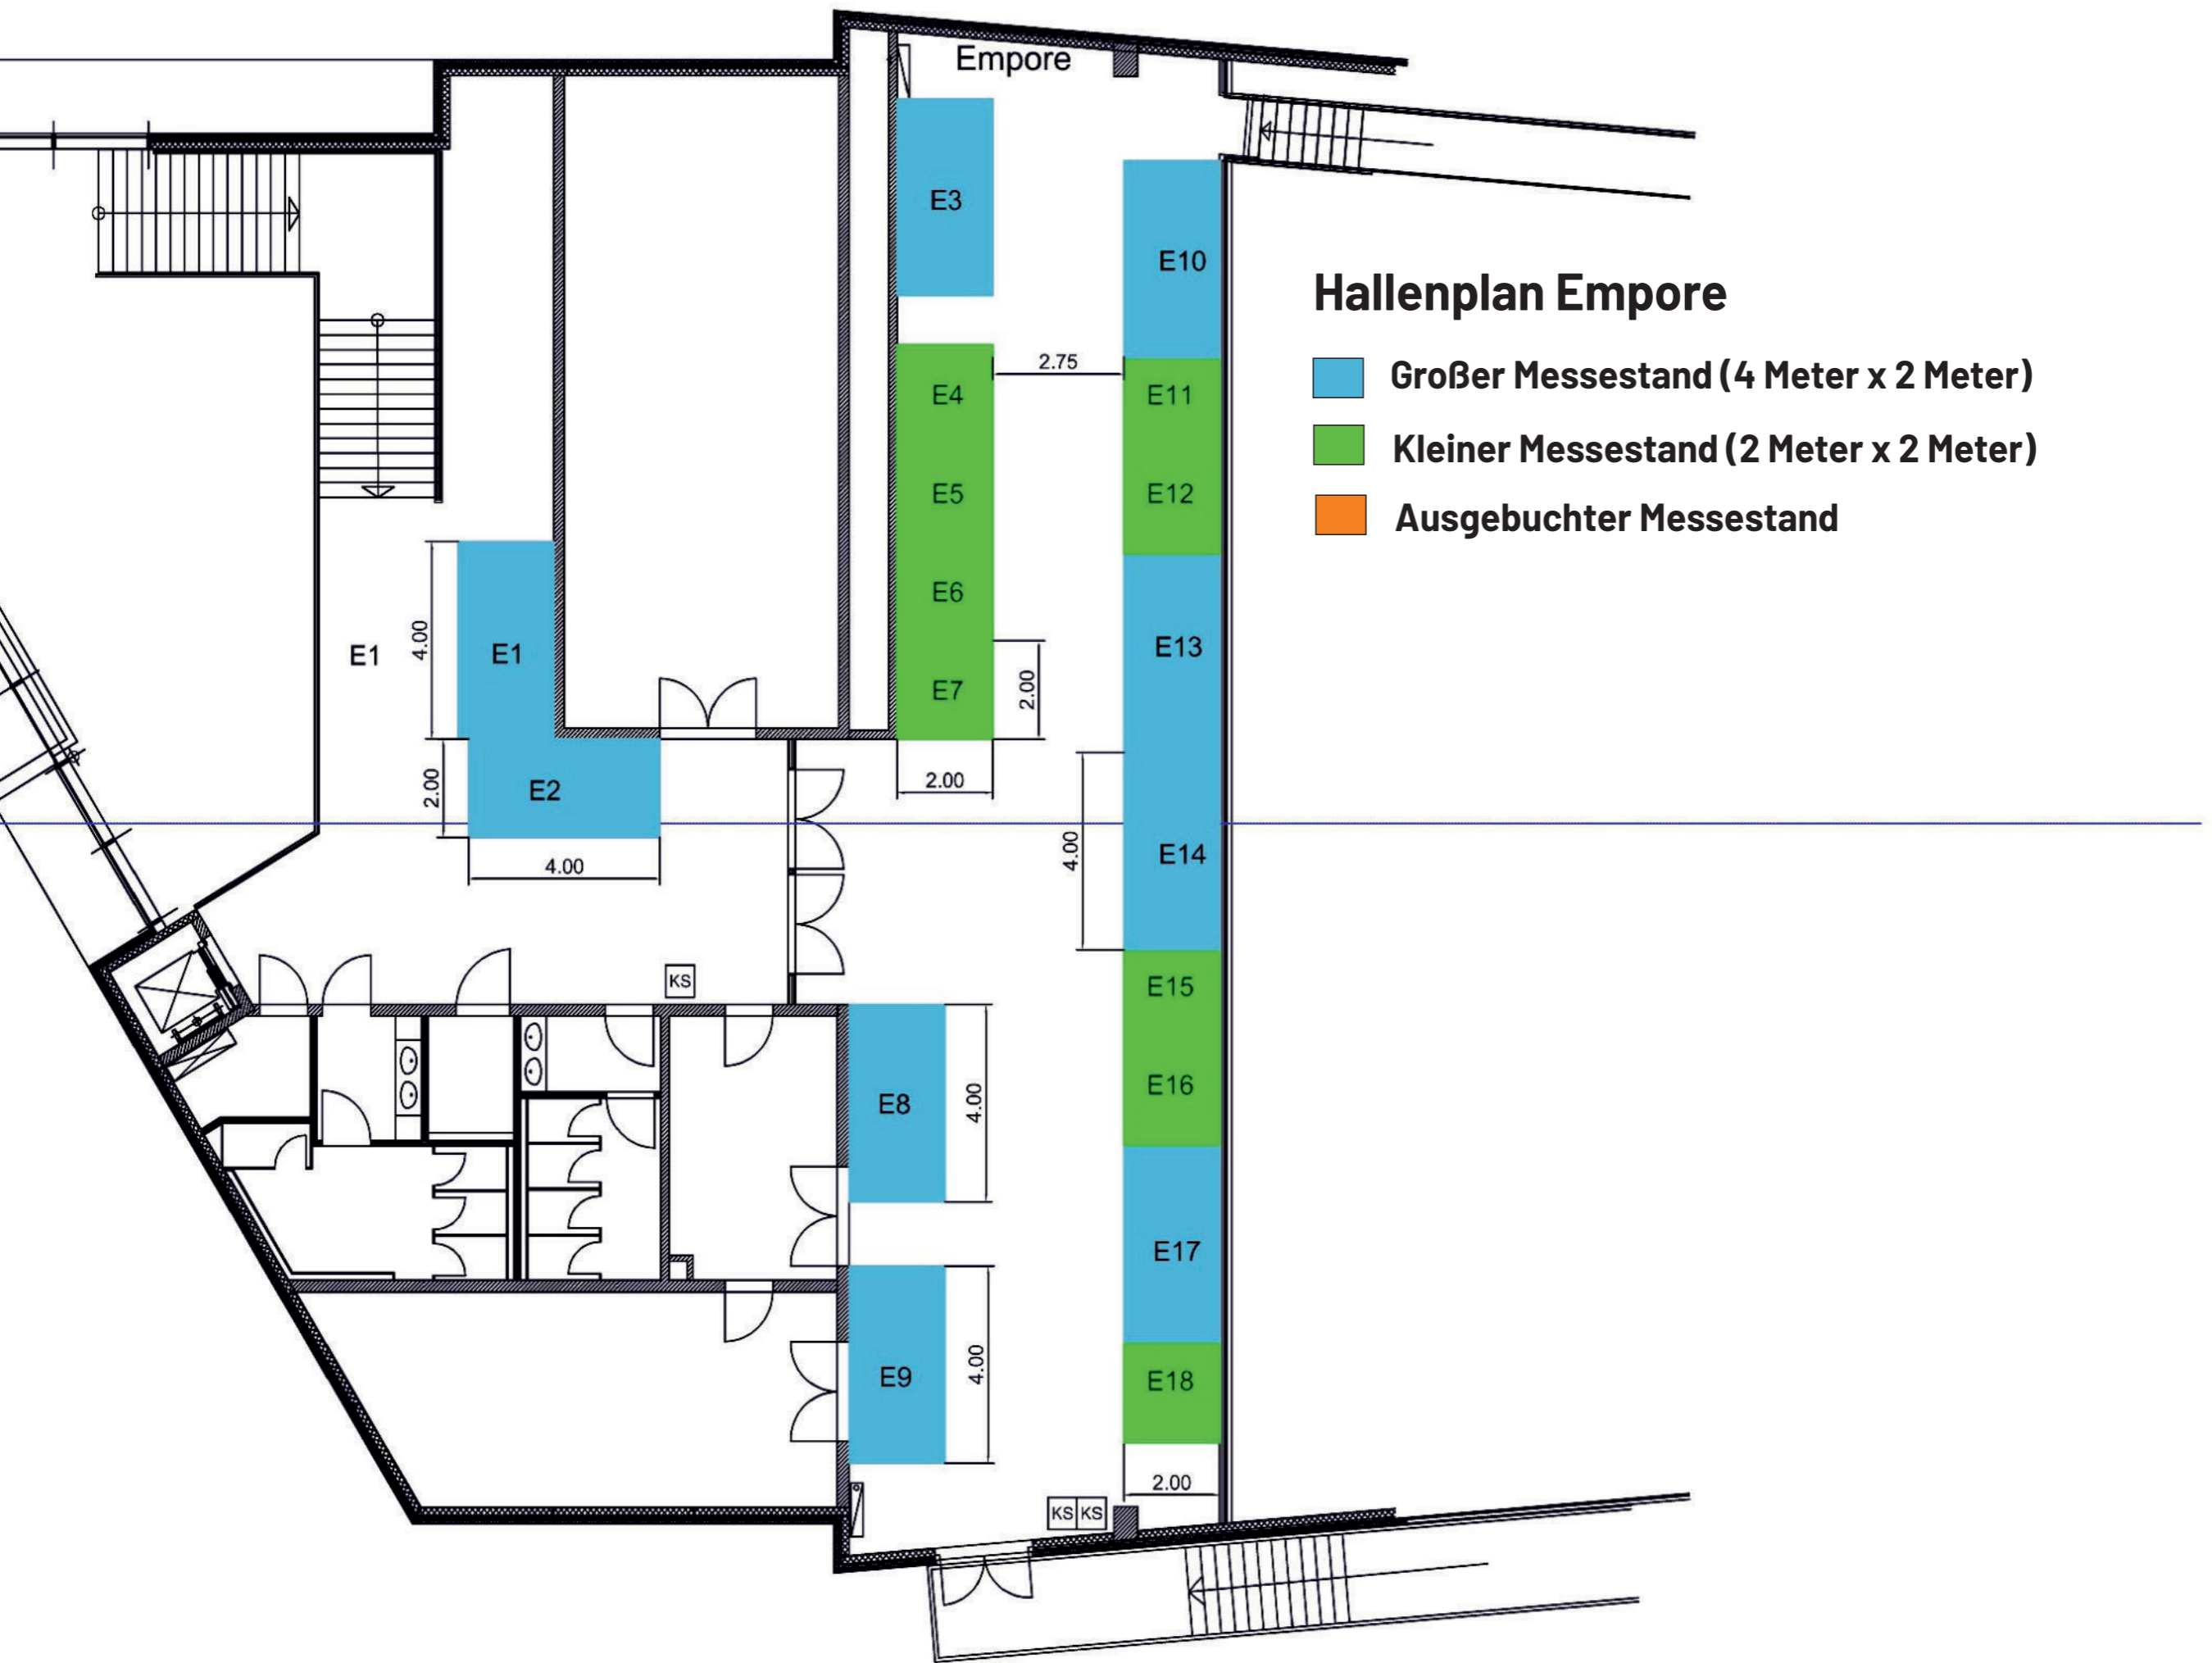 Empore
E3
E10
Hallenplan Empore
Großer Messestand (4 Meter x 2 Meter)
Kleiner Messestand (2 Meter x 2 Meter)
Ausgebuchter Messestand
2.75
E4
E11
E5
E12
E6
E1
4.00
E1
E13
E7
2.00
2.00
E2
2.00
4.00
4.00
E14
KS
E15
E8
4.00
E16
E17
E9
4.00
E18
2.00
KS KS